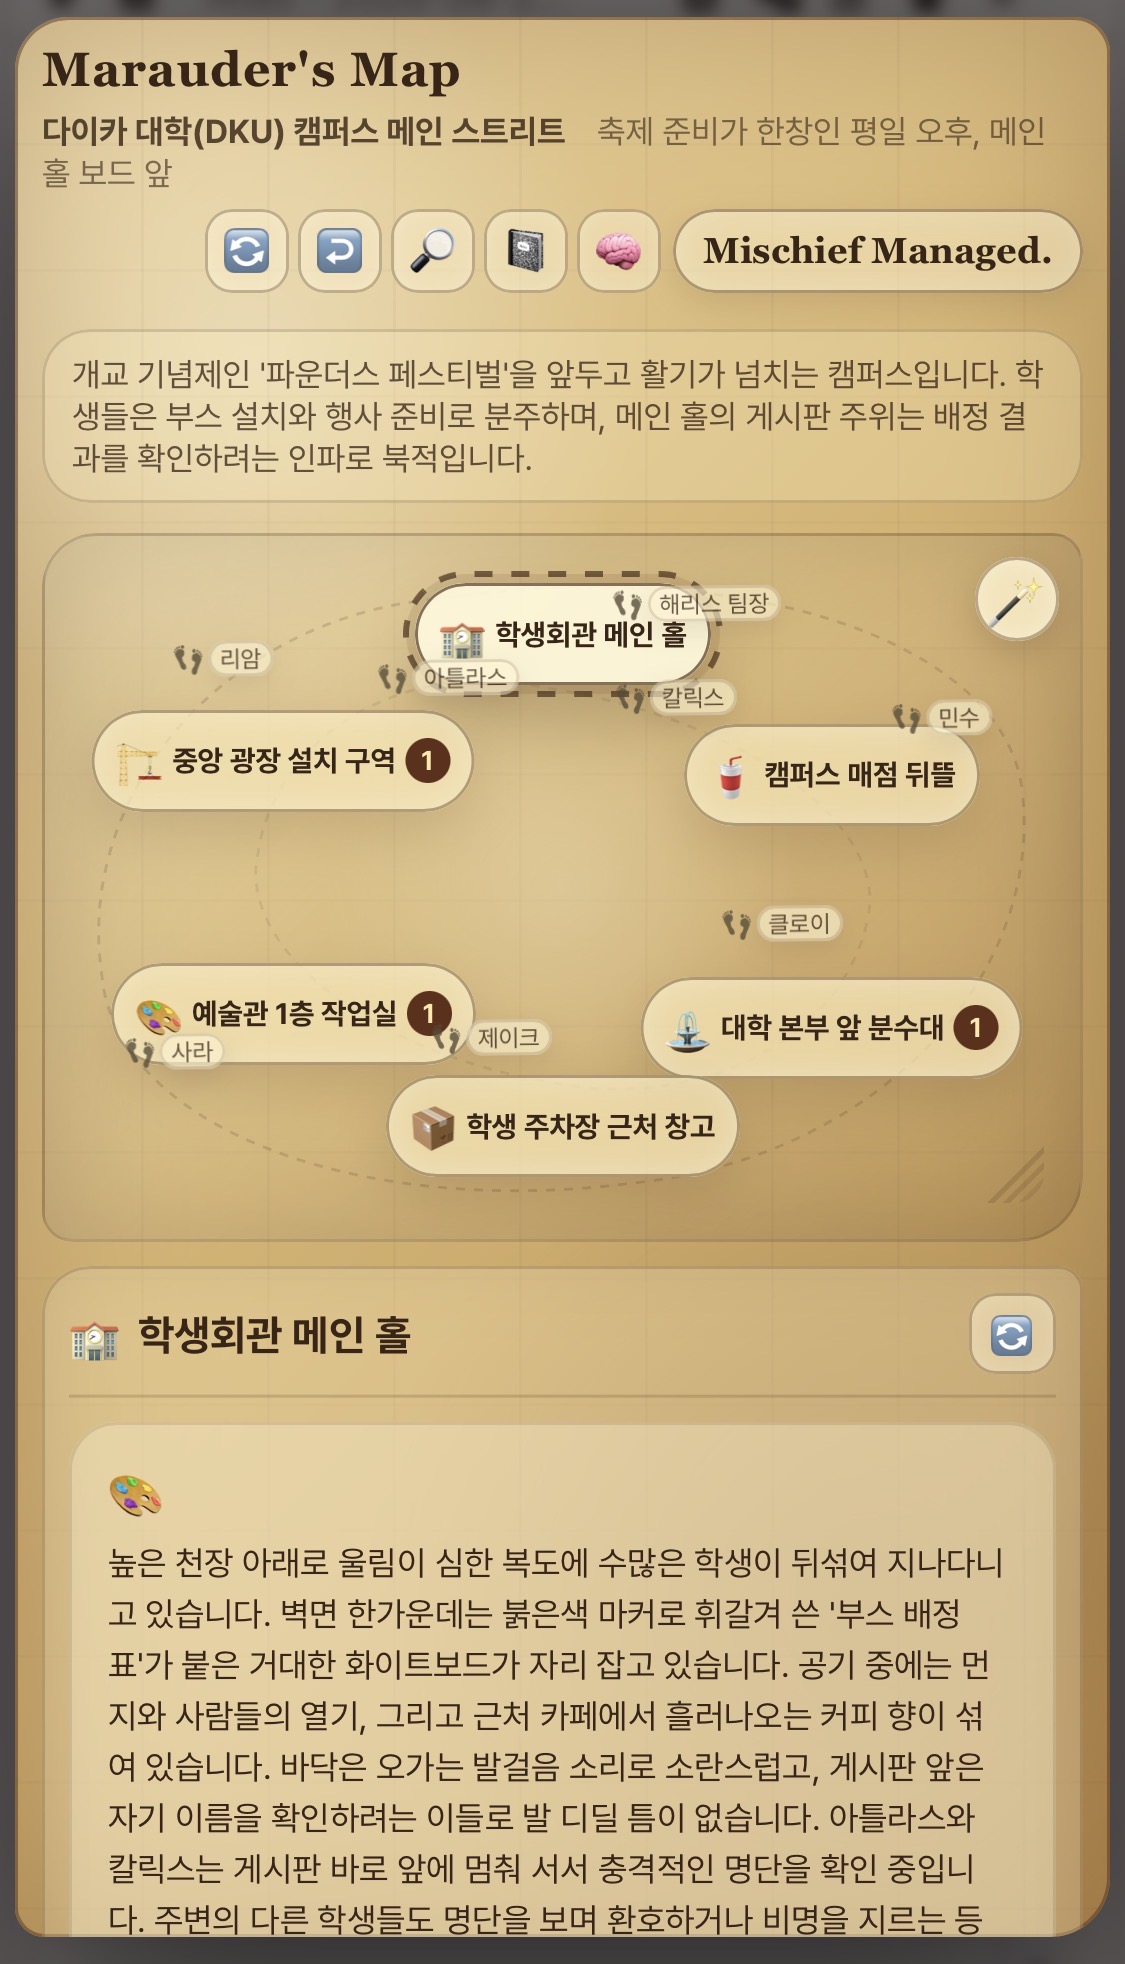 Marauder's Map
다이카 대학(DKU) 캠퍼스 메인 스트리트 축제 준비가 한창인 평일 오후, 메인
홀 보드 앞
Mischief Managed.
개교 기념제인 '파운더스 페스티벌'을 앞두고 활기가 넘치는 캠퍼스입니다. 학
생들은 부스 설치와 행사 준비로 분주하며, 메인 홀의 게시판 주위는 배정 결
과를 확인하려는 인파로 북적입니다.
해리스 팀장
학생회관 메인 홀
리암
아틀라스
칼릭스
민수
중앙 광장 설치 구역 1
캠퍼스 매점 뒤뜰
클로이
예술관 1층 작업실 1
대학 본부 앞 분수대 1
제이크
사라
학생 주차장 근처 창고
학생회관 메인 홀
높은 천장 아래로 울림이 심한 복도에 수많은 학생이 뒤섞여 지나다니
고 있습니다. 벽면 한가운데는 붉은색 마커로 휘갈겨 쓴 '부스 배정
표'가 붙은 거대한 화이트보드가 자리 잡고 있습니다. 공기 중에는 먼
지와 사람들의 열기, 그리고 근처 카페에서 흘러나오는 커피 향이 섞
여 있습니다. 바닥은 오가는 발걸음 소리로 소란스럽고, 게시판 앞은
자기 이름을 확인하려는 이들로 발 디딜 틈이 없습니다. 아틀라스와
칼릭스는 게시판 바로 앞에 멈춰 서서 충격적인 명단을 확인 중입니
다. 주변의 다른 학생들도 명단을 보며 환호하거나 비명을 지르는 등